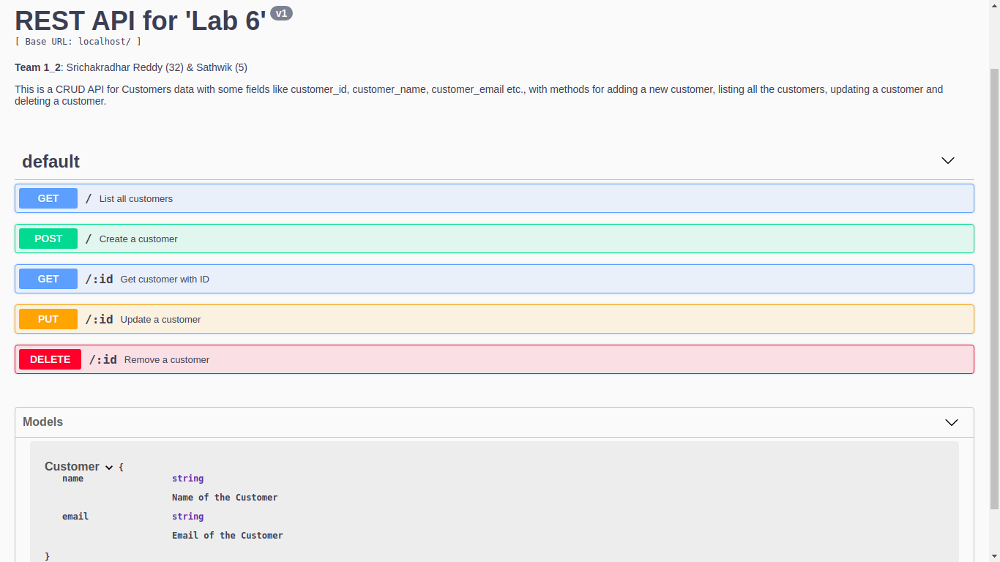 REST API for 'Lab 6' v1
[ Base URL: localhost/ ]
Team 1_2: Srichakradhar Reddy (32) & Sathwik (5)
This is a CRUD API for Customers data with some fields like customer_id, customer_name, customer_email etc., with methods for adding a new customer, listing all the customers, updating a customer and
deleting a customer.
default
GET / List all customers
POST / Create a customer
GET /:id Get customer with ID
PUT /:id Update a customer
DELETE /:id Remove a customer
Models
Customer {
name string
Name of the Customer
email string
Email of the Customer
}